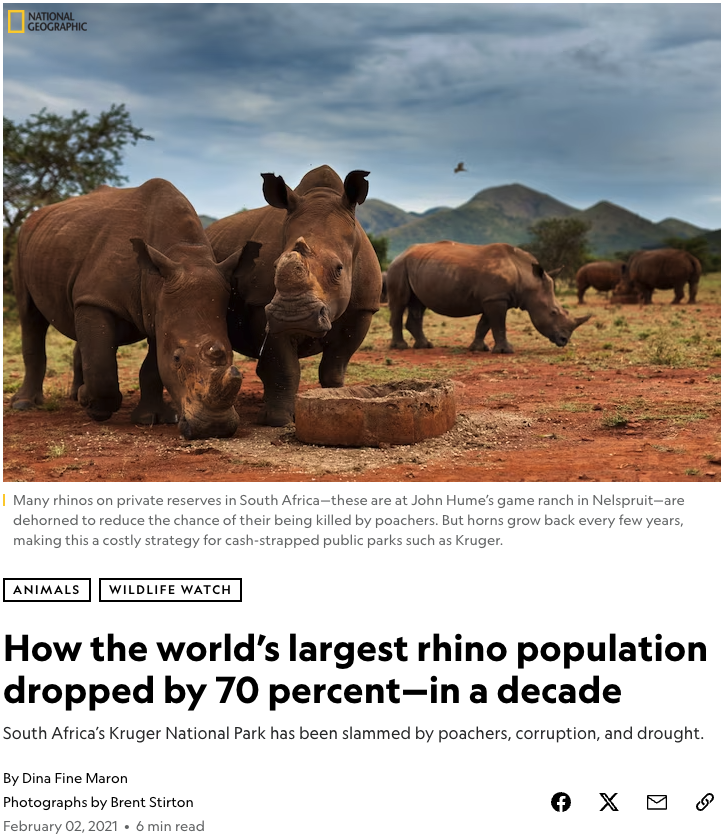 NATIONAL
GEOGRAPHIC
Many rhinos on private reserves in South Africa—these are at John Hume's game ranch in Nelspruit—are
dehorned to reduce the chance of their being killed by poachers. But horns grow back every few years,
making this a costly strategy for cash-strapped public parks such as Kruger.
ANIMALS WILDLIFE WATCH
How the world's largest rhino population
dropped by 70 percent—in a decade
South Africa's Kruger National Park has been slammed by poachers, corruption, and drought.
By Dina Fine Maron
Photographs by Brent Stirton
February 02, 2021 • 6 min read